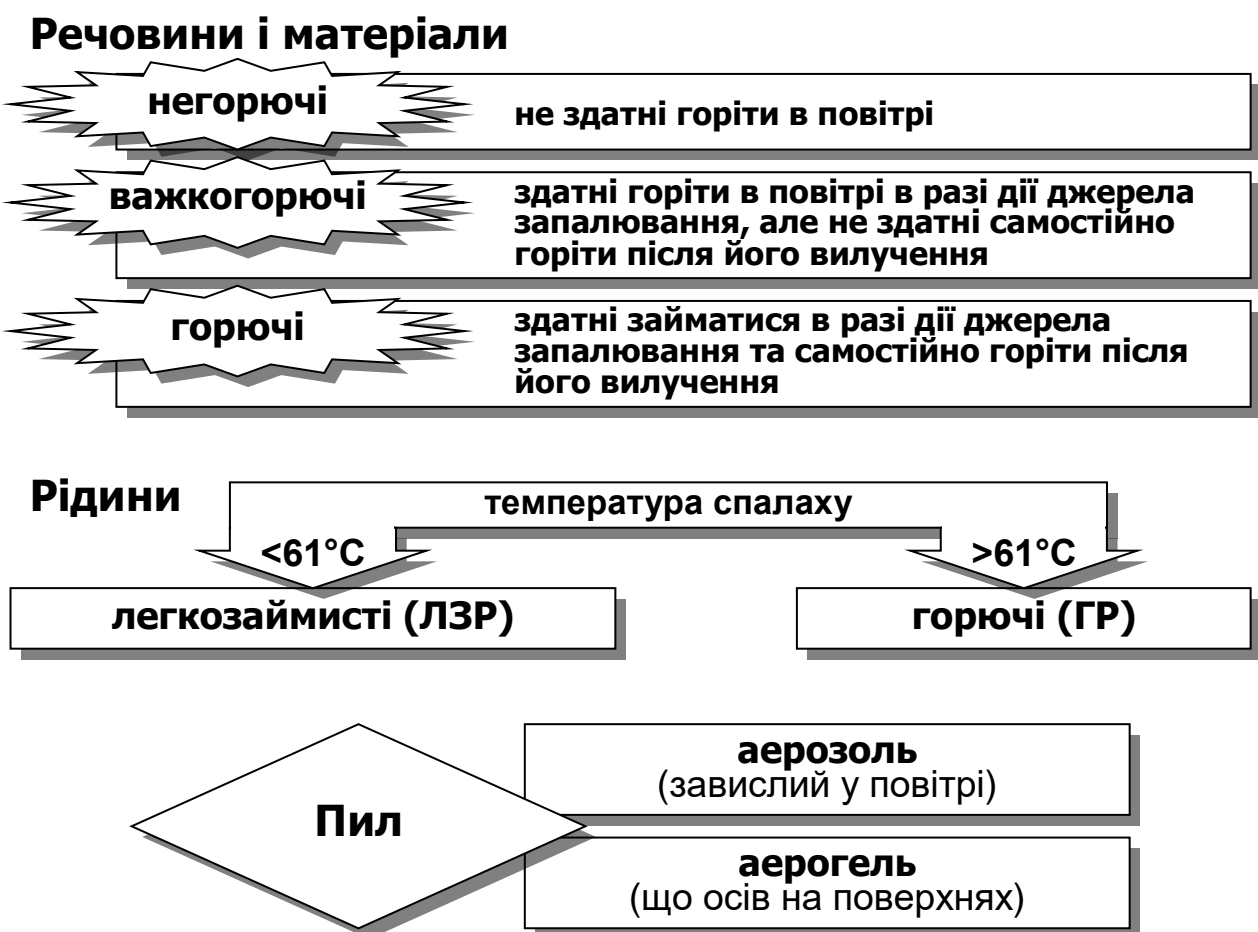 Речовини і матеріали
негорючі
не здатні горіти в повітрі
важкогорючі
здатні горіти в повітрі в разі дії джерела
запалювання, але не здатні самостійно
горіти після його вилучення
горючі
здатні займатися в разі дії джерела
запалювання та самостійно горіти після
його вилучення
Рідини
температура спалаху
<61°C
>61°C
легкозаймисті (ЛЗР)
горючі (ГР)
Пил
аерозоль
(завислий у повітрі)
аерогель
(що осів на поверхнях)